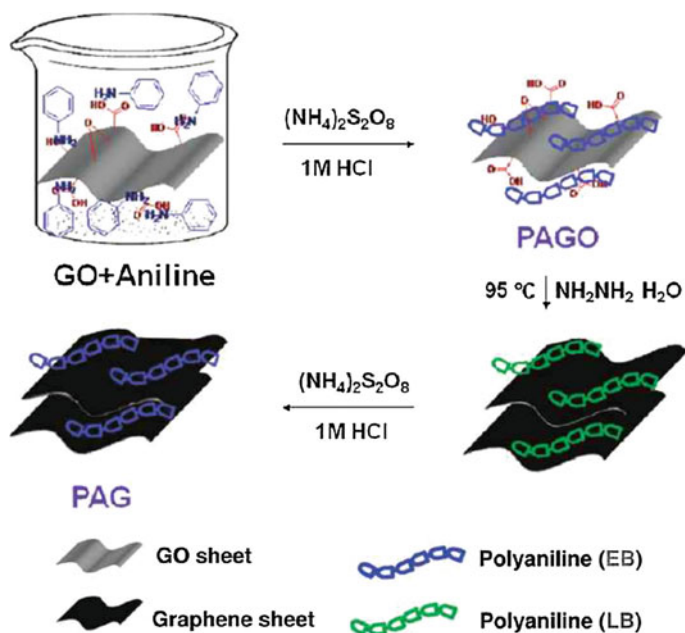 (NH₄)₂S₂O₈
1M HCl
GO+Aniline
PAGO
95 °C NH₂NH₂ H₂O
(NH₄)₂S₂O₈
1M HCl
PAG
GO sheet
Polyaniline (EB)
Graphene sheet
Polyaniline (LB)